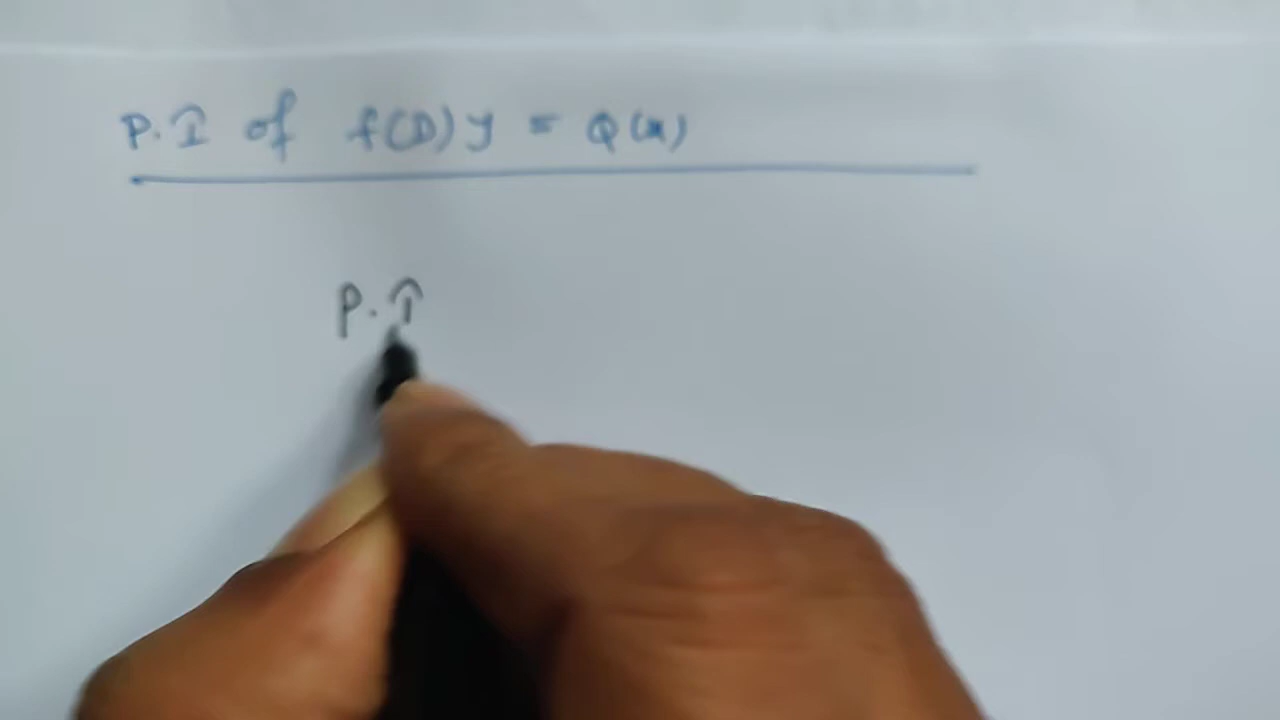 P.I of f(D)y = Q(x)
P.I